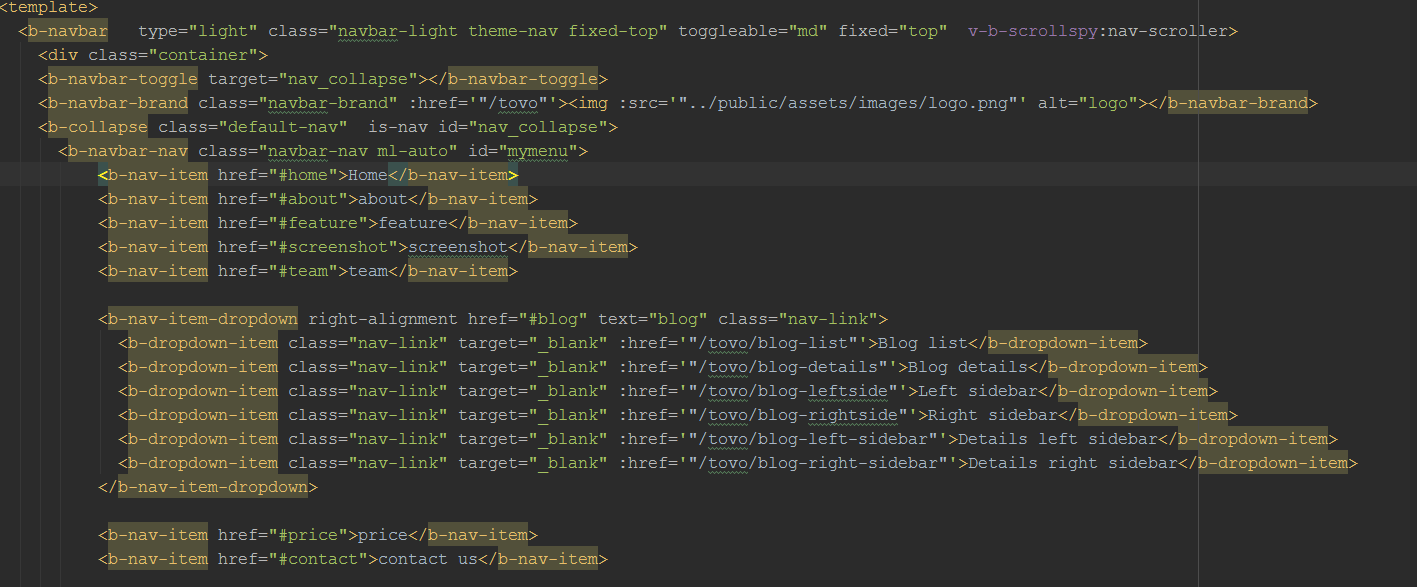 <template>
<b-navbar type="light" class="navbar-light theme-nav fixed-top" toggleable="md" fixed="top" v-b-scrollspy:nav-scroller>
<div class="container">
<b-navbar-toggle target="nav_collapse"></b-navbar-toggle>
<b-navbar-brand class="navbar-brand" :href='"/tovo"'><img :src='"../public/assets/images/logo.png"' alt="logo"></b-navbar-brand>
<b-collapse class="default-nav" is-nav id="nav_collapse">
<b-navbar-nav class="navbar-nav ml-auto" id="mymenu">
<b-nav-item href="#home">Home</b-nav-item>
<b-nav-item href="#about">about</b-nav-item>
<b-nav-item href="#feature">feature</b-nav-item>
<b-nav-item href="#screenshot">screenshot</b-nav-item>
<b-nav-item href="#team">team</b-nav-item>
<b-nav-item-dropdown right-alignment href="#blog" text="blog" class="nav-link">
<b-dropdown-item class="nav-link" target="_blank" :href='"/tovo/blog-list"'>Blog list</b-dropdown-item>
<b-dropdown-item class="nav-link" target="_blank" :href='"/tovo/blog-details"'>Blog details</b-dropdown-item>
<b-dropdown-item class="nav-link" target="_blank" :href='"/tovo/blog-leftside"'>Left sidebar</b-dropdown-item>
<b-dropdown-item class="nav-link" target="_blank" :href='"/tovo/blog-rightside"'>Right sidebar</b-dropdown-item>
<b-dropdown-item class="nav-link" target="_blank" :href='"/tovo/blog-left-sidebar"'>Details left sidebar</b-dropdown-item>
<b-dropdown-item class="nav-link" target="_blank" :href='"/tovo/blog-right-sidebar"'>Details right sidebar</b-dropdown-item>
</b-nav-item-dropdown>
<b-nav-item href="#price">price</b-nav-item>
<b-nav-item href="#contact">contact us</b-nav-item>